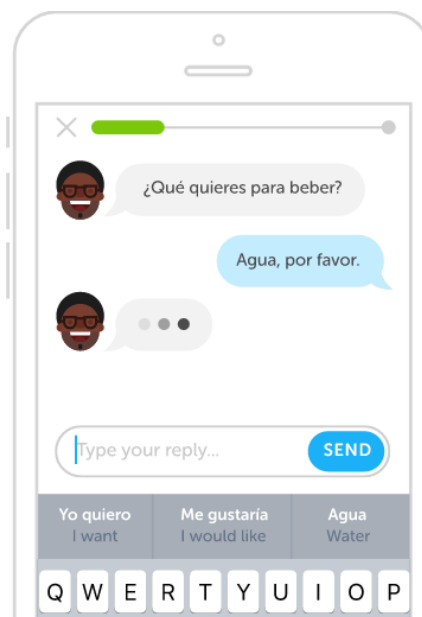 ¿Qué quieres para beber?
Agua, por favor.
Type your reply...
SEND
Yo quiero Me gustaría Agua
I want I would like Water
Q W E R T Y U I O P